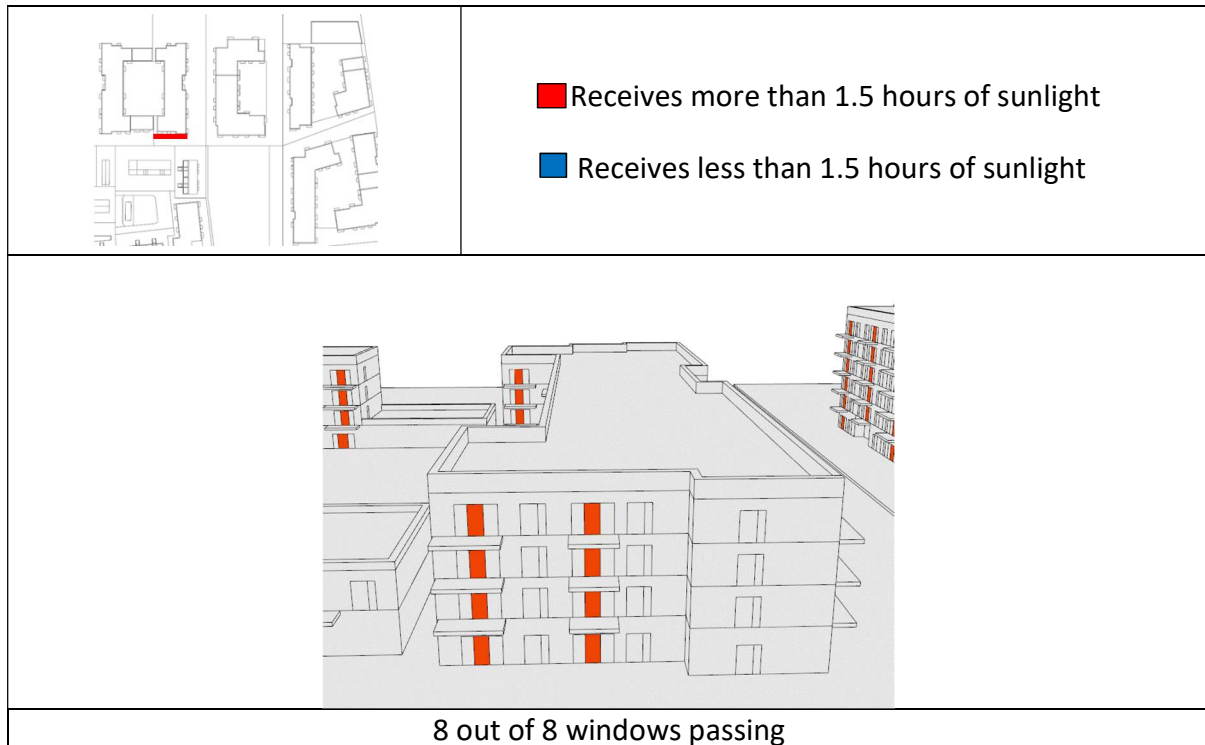 Receives more than 1.5 hours of sunlight
Receives less than 1.5 hours of sunlight
8 out of 8 windows passing